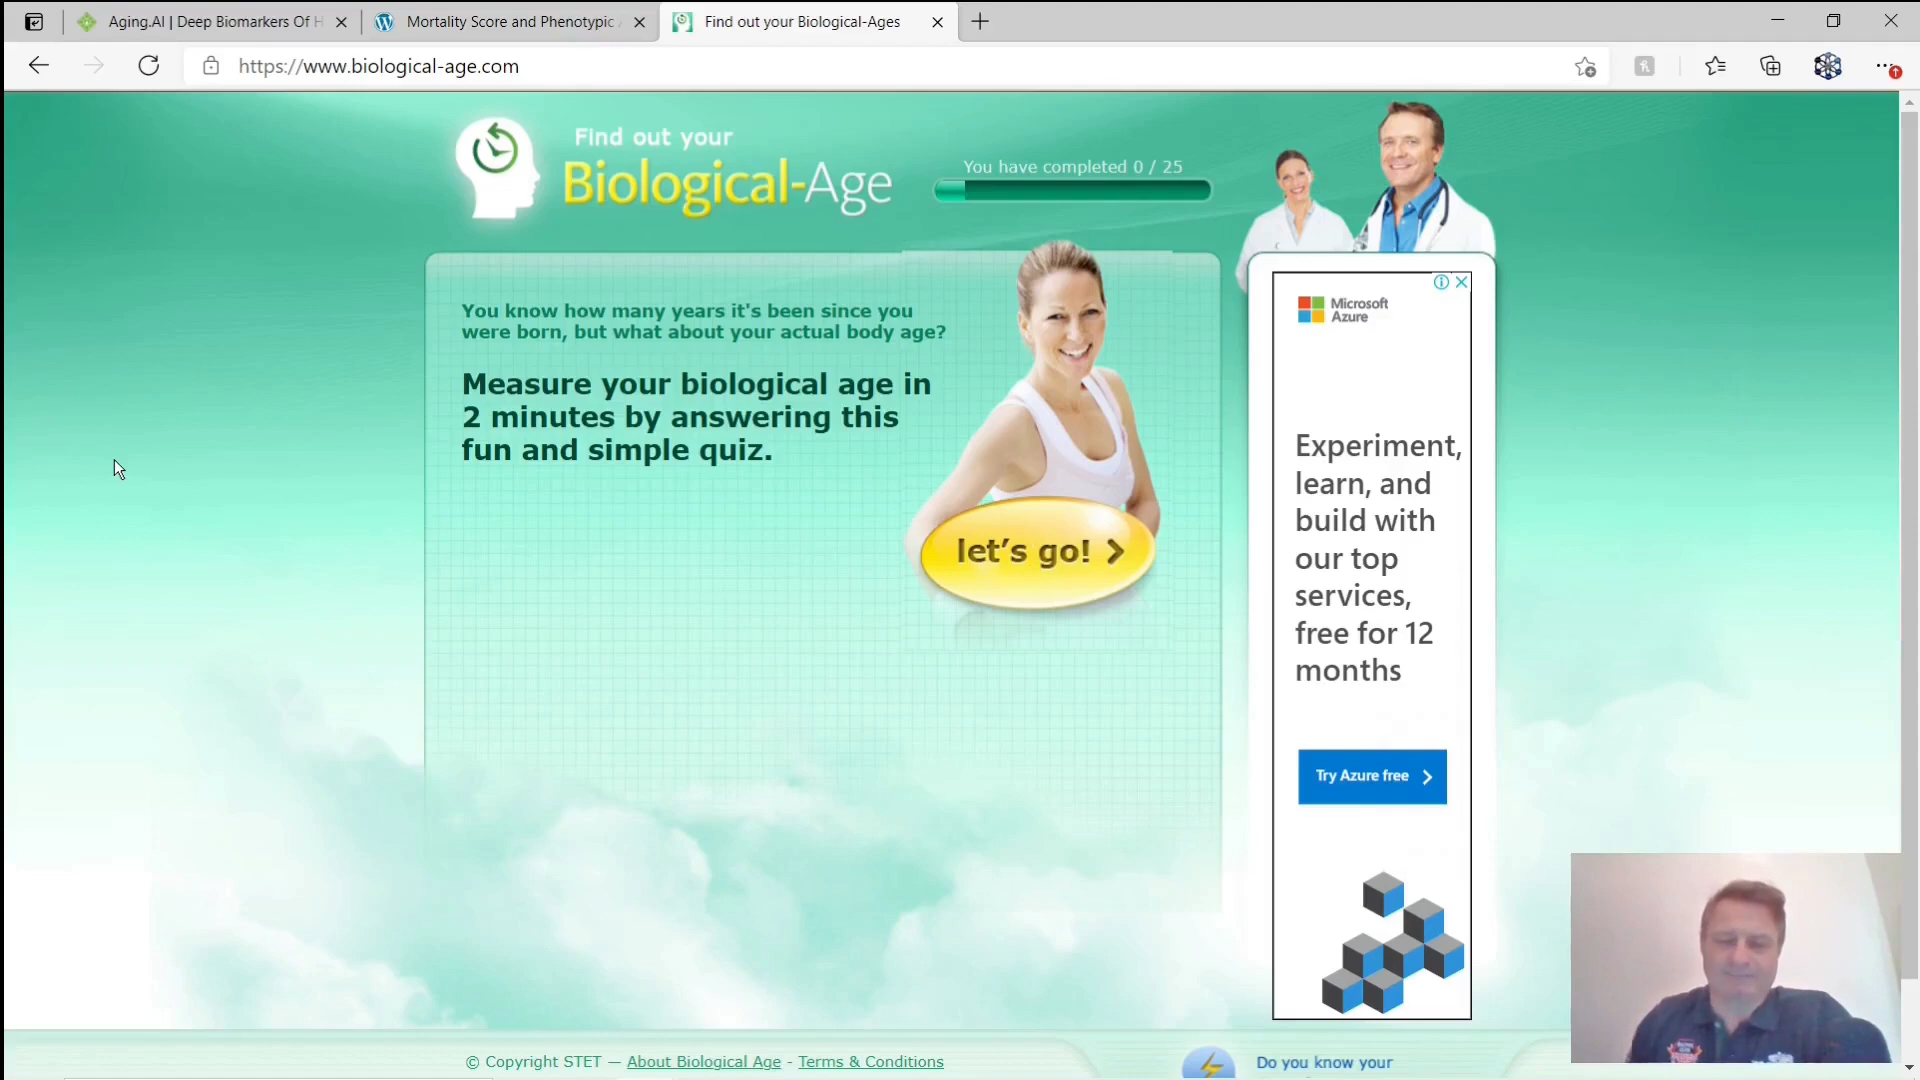 Aging.AI | Deep Biomarkers Of H
Mortality Score and Phenotypic
Find out your Biological-Ages
https://www.biological-age.com
Find out your
Biological-Age
You have completed 0 / 25
You know how many years it's been since you
were born, but what about your actual body age?
Measure your biological age in
2 minutes by answering this
fun and simple quiz.
let's go!
Microsoft
Azure
Experiment,
learn, and
build with
our top
services,
free for 12
months
Try Azure free
© Copyright STET — About Biological Age - Terms & Conditions
Do you know your